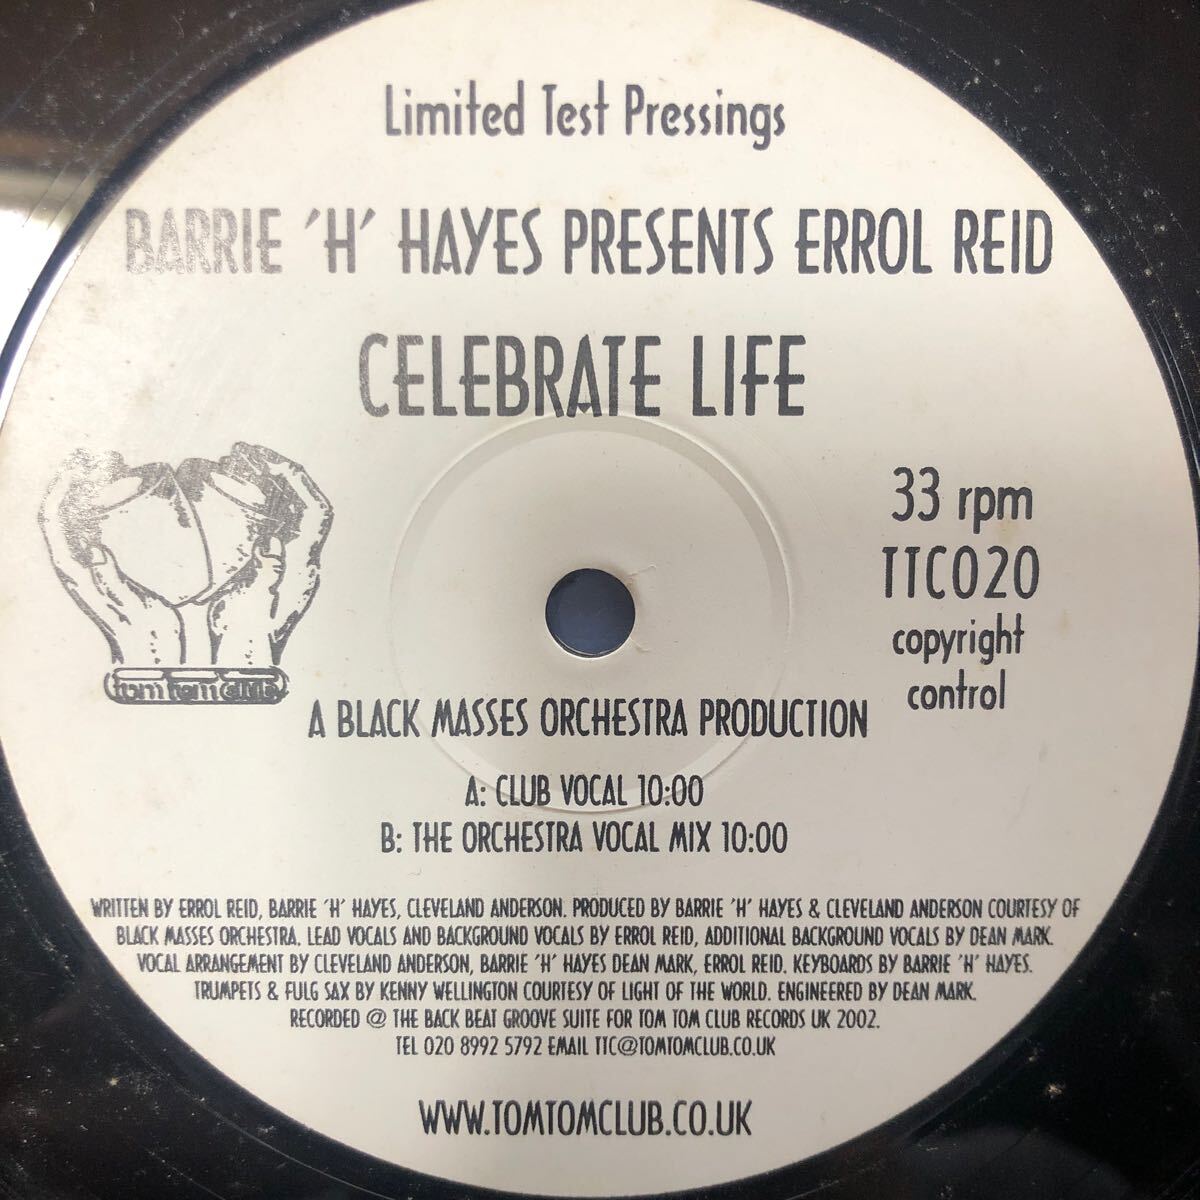 Limited Test Pressings
BARRIE 'H' HAYES PRESENTS ERROL REID
CELEBRATE LIFE
33 rpm
TTC020
copyright
control
tom tom club
A BLACK MASSES ORCHESTRA PRODUCTION
A: CLUB VOCAL 10:00
B: THE ORCHESTRA VOCAL MIX 10:00
WRITTEN BY ERROL REID, BARRIE 'H' HAYES, CLEVELAND ANDERSON. PRODUCED BY BARRIE 'H' HAYES & CLEVELAND ANDERSON COURTESY OF
BLACK MASSES ORCHESTRA. LEAD VOCALS AND BACKGROUND VOCALS BY ERROL REID, ADDITIONAL BACKGROUND VOCALS BY DEAN MARK.
VOCAL ARRANGEMENT BY CLEVELAND ANDERSON, BARRIE 'H' HAYES DEAN MARK, ERROL REID. KEYBOARDS BY BARRIE 'H' HAYES.
TRUMPETS & FULG SAX BY KENNY WELLINGTON COURTESY OF LIGHT OF THE WORLD. ENGINEERED BY DEAN MARK.
RECORDED @ THE BACK BEAT GROOVE SUITE FOR TOM TOM CLUB RECORDS UK 2002.
TEL 020 8992 5792 EMAIL TTC@TOMTOMCLUB.CO.UK
WWW.TOMTOMCLUB.CO.UK